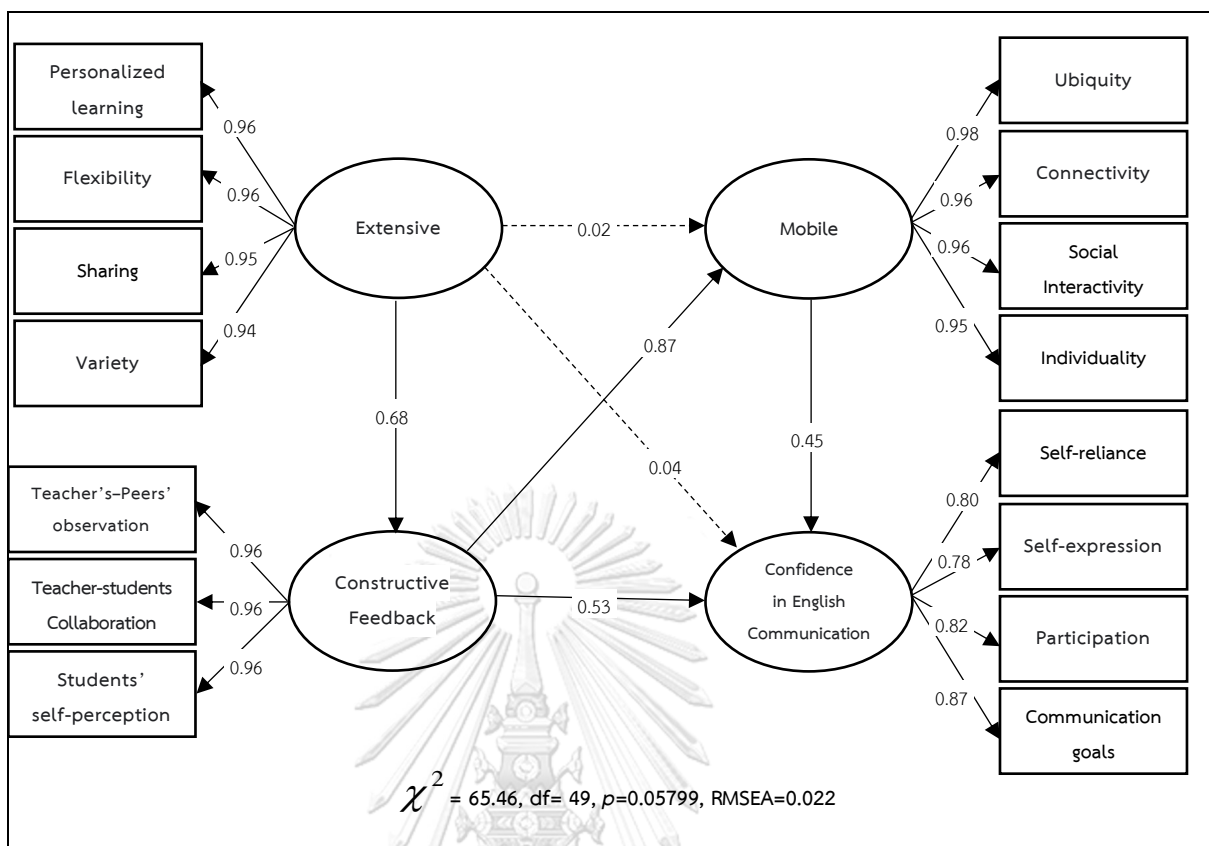 Personalized
learning
Flexibility
Sharing
Variety
0.96
0.96
0.95
0.94
Extensive
0.02
Mobile
0.98
0.96
0.96
0.95
Ubiquity
Connectivity
Social
Interactivity
Individuality
0.68
0.87
0.04
0.45
Teacher's–Peers'
observation
Teacher-students
Collaboration
Students'
self-perception
0.96
0.96
0.96
Constructive
Feedback
0.53
Confidence
in English
Communication
0.80
0.78
0.82
0.87
Self-reliance
Self-expression
Participation
Communication
goals
χ² = 65.46, df= 49, p=0.05799, RMSEA=0.022